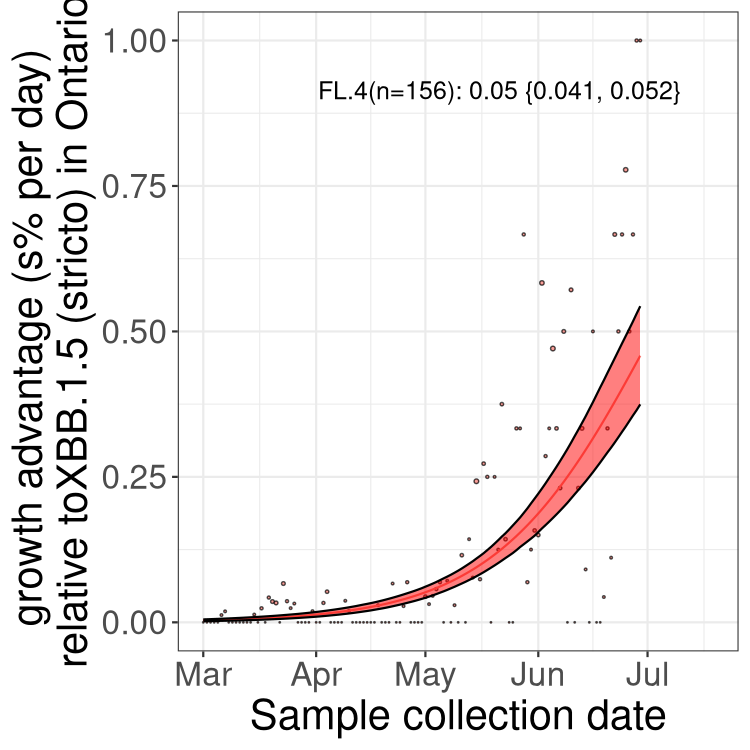 growth advantage (s% per day)
relative toXBB.1.5 (stricto) in Ontario
1.00
0.75
0.50
0.25
0.00
FL.4(n=156): 0.05 {0.041, 0.052}
Mar Apr May Jun Jul
Sample collection date